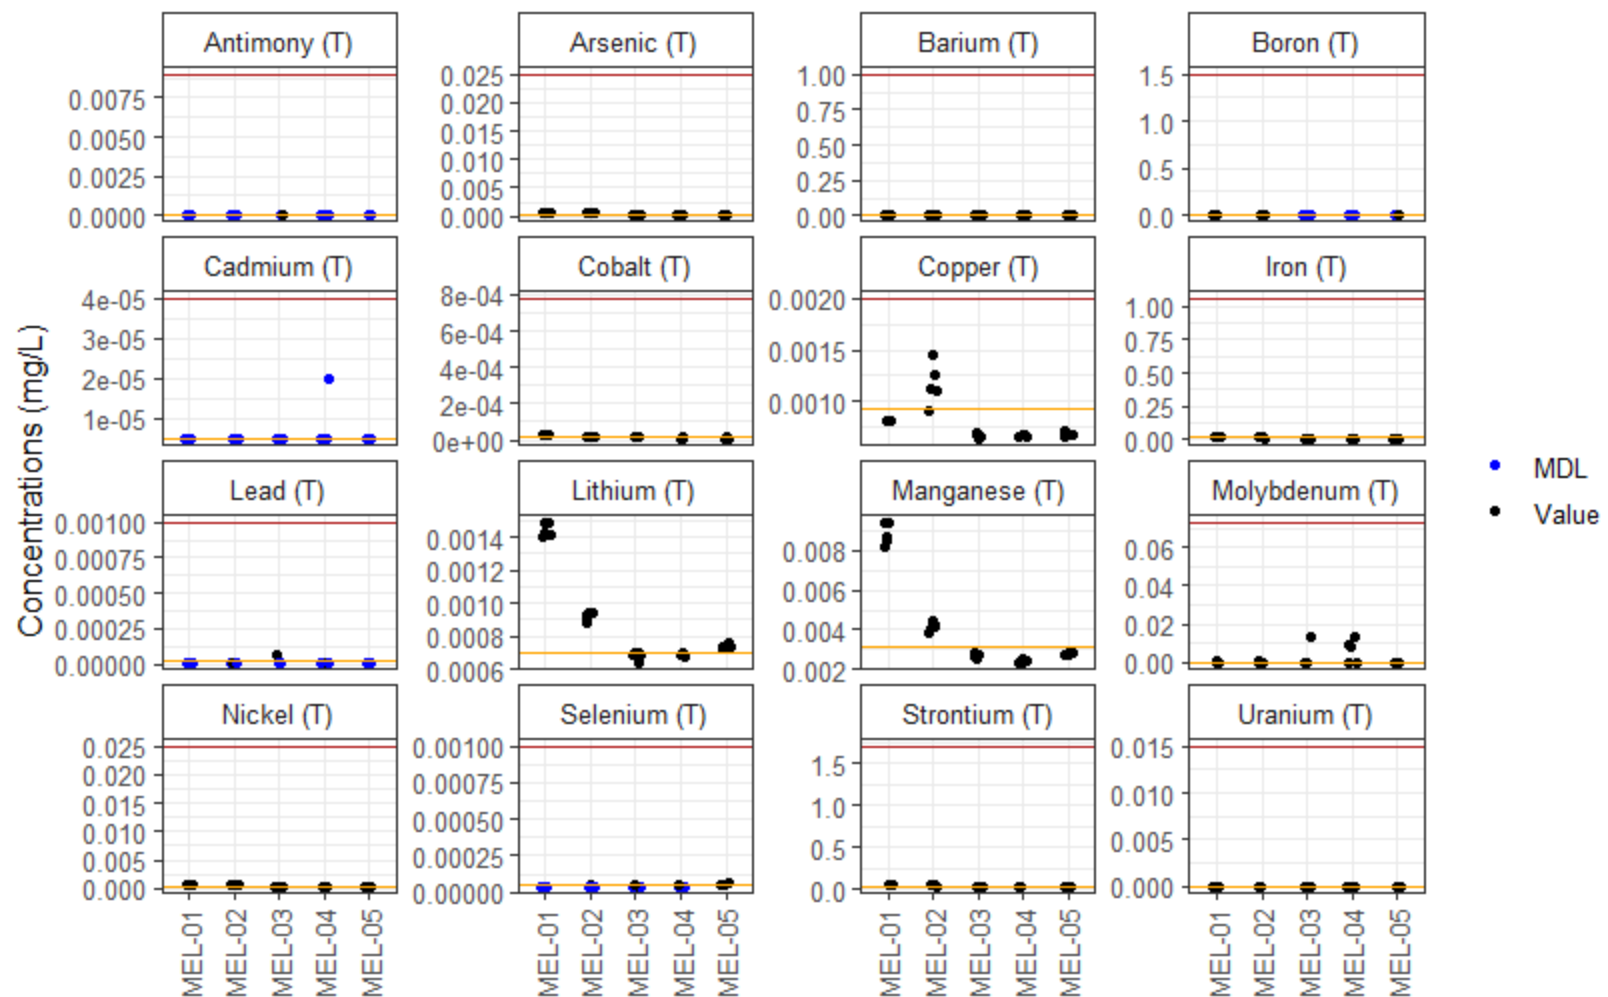 Concentrations (mg/L)
Antimony (T)
0.0075
0.0050
0.0025
0.0000
Arsenic (T)
0.025
0.020
0.015
0.010
0.005
0.000
Barium (T)
1.00
0.75
0.50
0.25
0.00
Boron (T)
1.5
1.0
0.5
0.0
Cadmium (T)
4e-05
3e-05
2e-05
1e-05
Cobalt (T)
8e-04
6e-04
4e-04
2e-04
0e+00
Copper (T)
0.0020
0.0015
0.0010
Iron (T)
1.00
0.75
0.50
0.25
0.00
Lead (T)
0.00100
0.00075
0.00050
0.00025
0.00000
Lithium (T)
0.0014
0.0012
0.0010
0.0008
0.0006
Manganese (T)
0.008
0.006
0.004
0.002
Molybdenum (T)
0.06
0.04
0.02
0.00
Nickel (T)
0.025
0.020
0.015
0.010
0.005
0.000
Selenium (T)
0.00100
0.00075
0.00050
0.00025
0.00000
Strontium (T)
1.5
1.0
0.5
0.0
Uranium (T)
0.015
0.010
0.005
0.000
MEL-01
MEL-02
MEL-03
MEL-04
MEL-05
MEL-01
MEL-02
MEL-03
MEL-04
MEL-05
MEL-01
MEL-02
MEL-03
MEL-04
MEL-05
MEL-01
MEL-02
MEL-03
MEL-04
MEL-05
MDL
Value